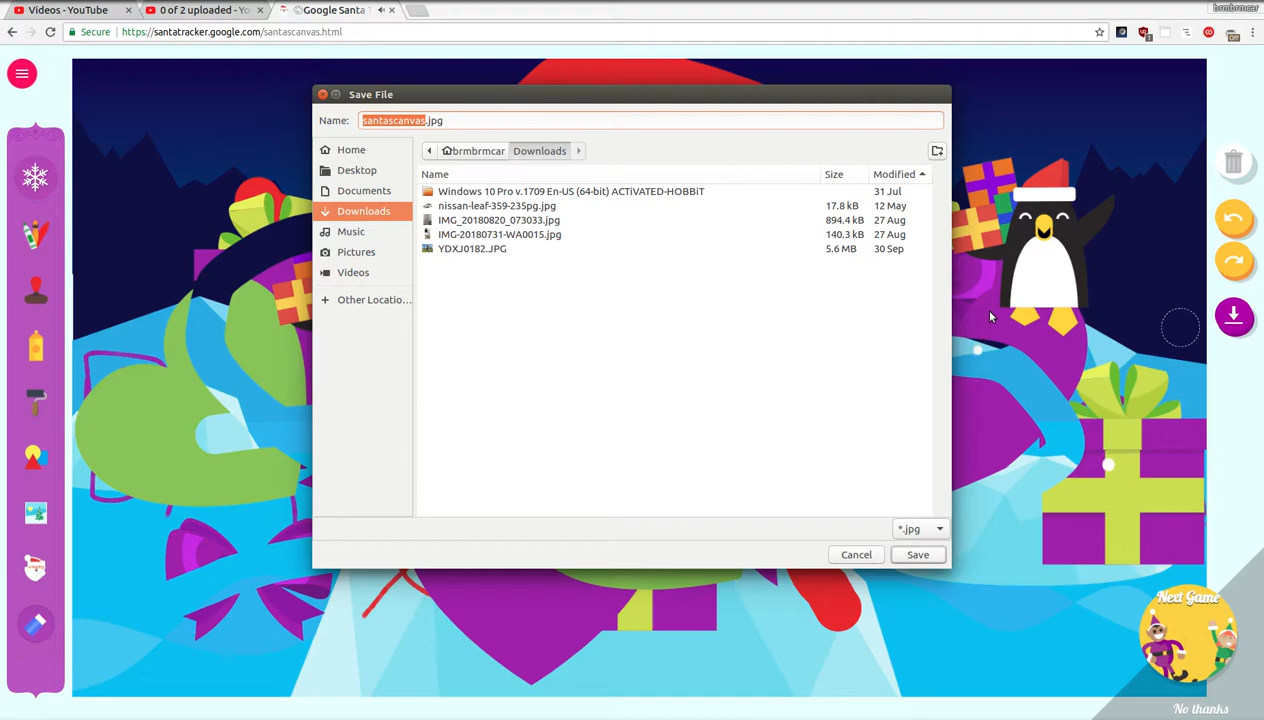 Videos - YouTube
0 of 2 uploaded - Yo
Google Santa T
brmbrmcar
Secure
https://santatracker.google.com/santascanvas.html
1
Off
Save File
Name: santascanvas.jpg
brmbrmcar Downloads
Home
Desktop
Documents
Downloads
Music
Pictures
Videos
Other Locatio...
Name Size Modified
Windows 10 Pro v.1709 En-US (64-bit) ACTiVATED-HOBBiT 31 Jul
nissan-leaf-359-235pg.jpg 17.8 kB 12 May
IMG_20180820_073033.jpg 894.4 kB 27 Aug
IMG-20180731-WA0015.jpg 140.3 kB 27 Aug
YDXJ0182.JPG 5.6 MB 30 Sep
*.jpg
Cancel Save
Next Game
No thanks